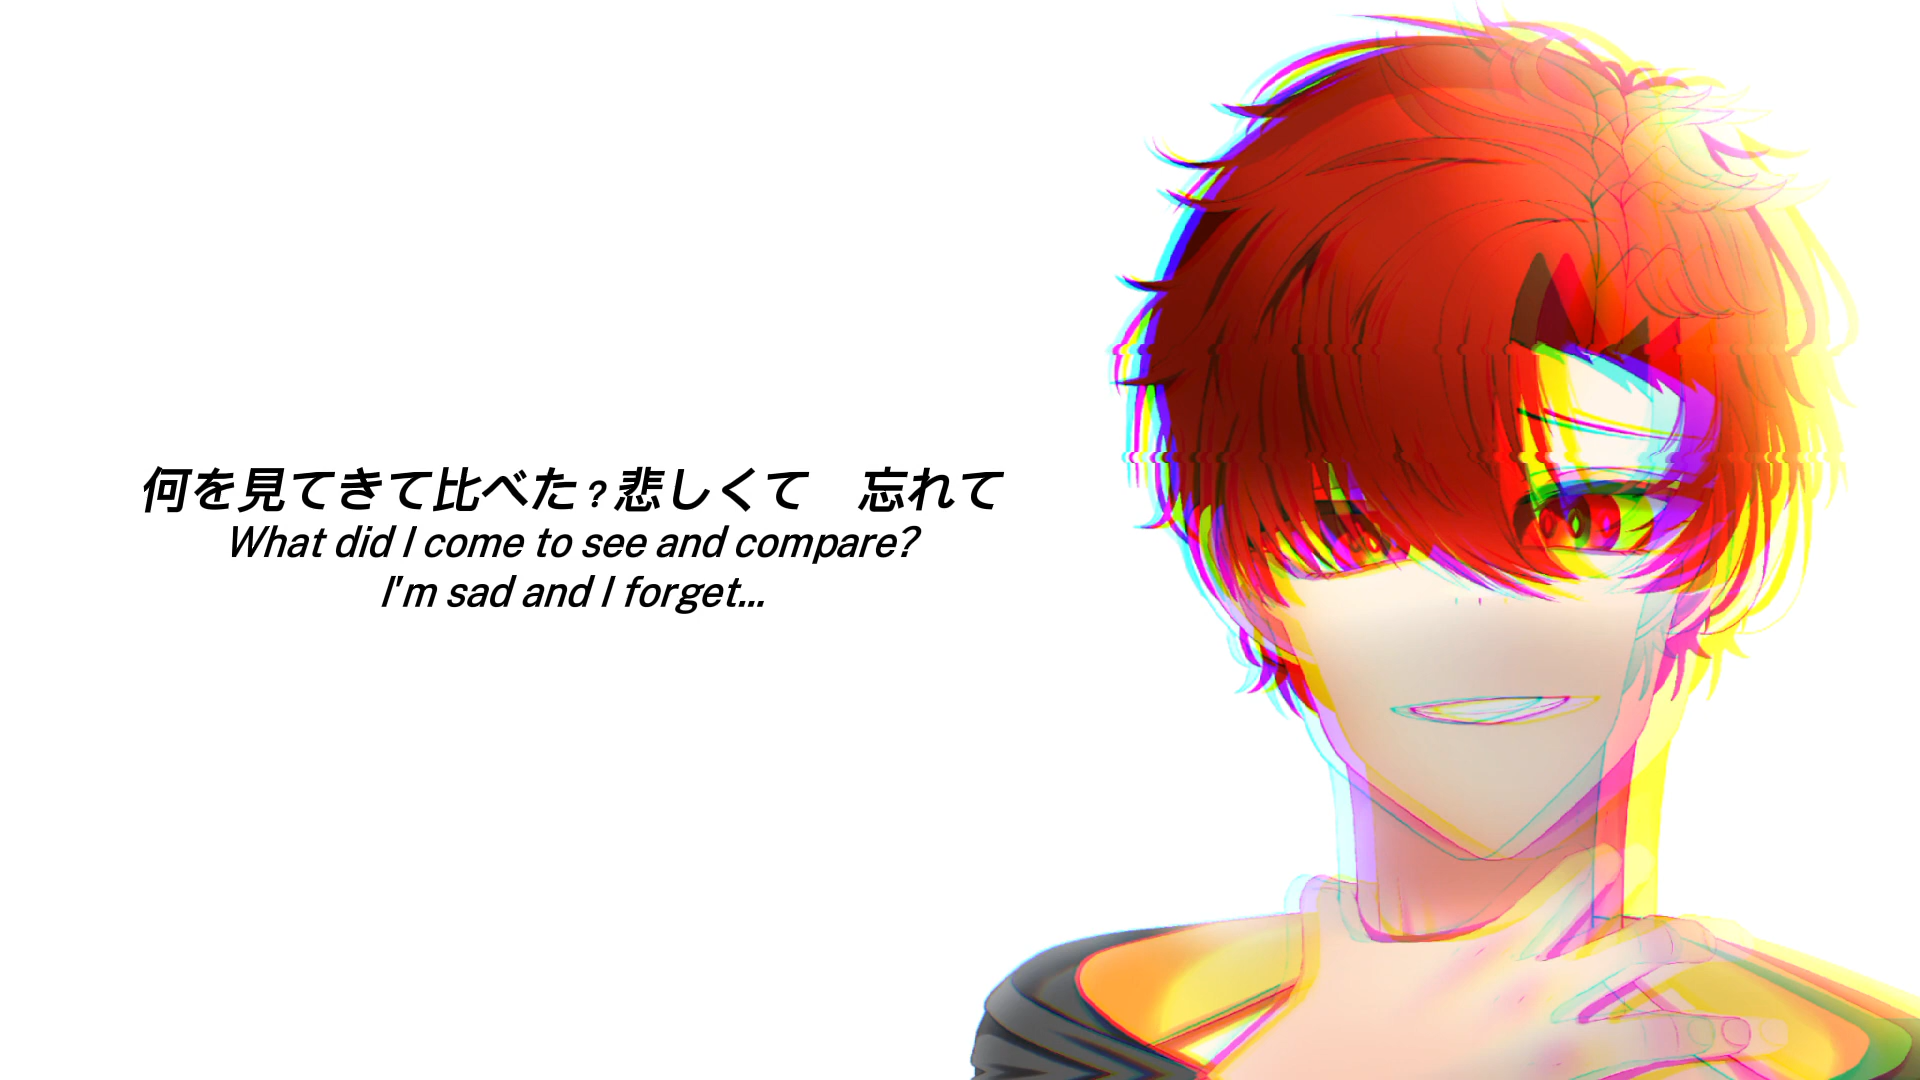 何を見てきて比べた？悲しくて　忘れて
What did I come to see and compare?
I'm sad and I forget...